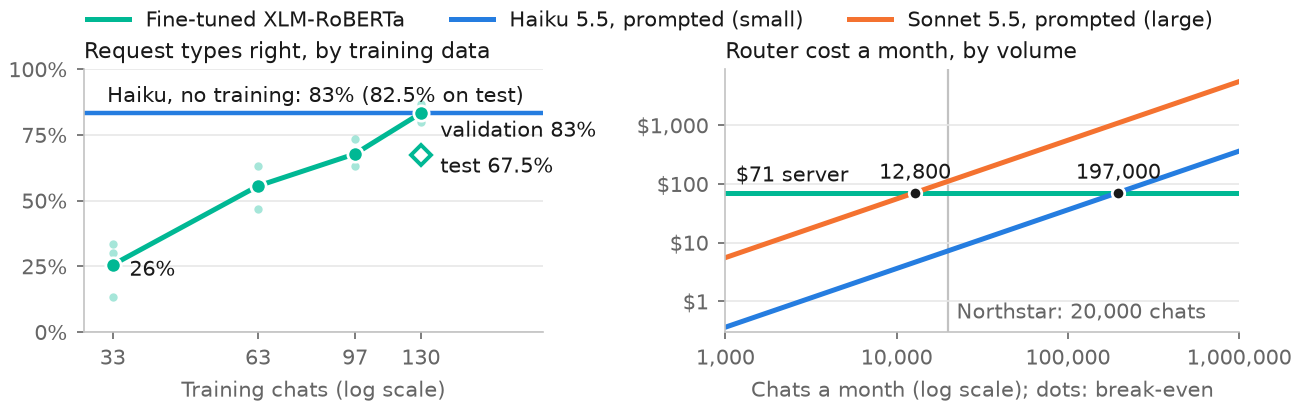 Fine-tuned XLM-RoBERTa
Haiku 5.5, prompted (small)
Sonnet 5.5, prompted (large)
Request types right, by training data
100%
75%
50%
25%
0%
Haiku, no training: 83% (82.5% on test)
validation 83%
test 67.5%
26%
33
63
97
130
Training chats (log scale)
Router cost a month, by volume
$1,000
$100
$10
$1
$71 server
12,800
197,000
Northstar: 20,000 chats
1,000
10,000
100,000
1,000,000
Chats a month (log scale); dots: break-even